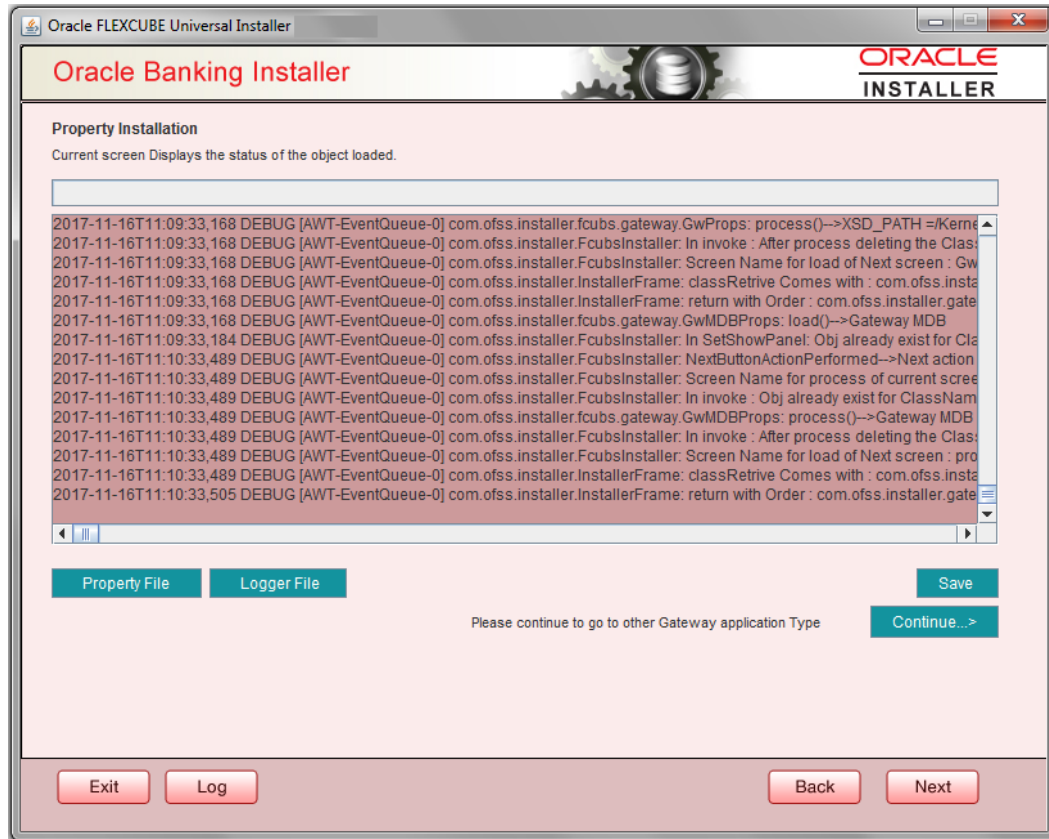 Oracle FLEXCUBE Universal Installer
Oracle Banking Installer
ORACLE
INSTALLER
Property Installation
Current screen Displays the status of the object loaded.
2017-11-16T11:09:33,168 DEBUG [AWT-EventQueue-0] com.ofss.installer.fcubs.gateway.GwProps: process()-->XSD_PATH =/Kerne
2017-11-16T11:09:33,168 DEBUG [AWT-EventQueue-0] com.ofss.installer.FcubsInstaller: In invoke : After process deleting the Clas
2017-11-16T11:09:33,168 DEBUG [AWT-EventQueue-0] com.ofss.installer.FcubsInstaller: Screen Name for load of Next screen : Gw
2017-11-16T11:09:33,168 DEBUG [AWT-EventQueue-0] com.ofss.installer.InstallerFrame: classRetrive Comes with : com.ofss.insta
2017-11-16T11:09:33,168 DEBUG [AWT-EventQueue-0] com.ofss.installer.InstallerFrame: return with Order : com.ofss.installer.gate
2017-11-16T11:09:33,168 DEBUG [AWT-EventQueue-0] com.ofss.installer.fcubs.gateway.GwMDBProps: load()-->Gateway MDB
2017-11-16T11:09:33,184 DEBUG [AWT-EventQueue-0] com.ofss.installer.FcubsInstaller: In SetShowPanel: Obj already exist for Cla
2017-11-16T11:10:33,489 DEBUG [AWT-EventQueue-0] com.ofss.installer.FcubsInstaller: NextButtonActionPerformed-->Next action
2017-11-16T11:10:33,489 DEBUG [AWT-EventQueue-0] com.ofss.installer.FcubsInstaller: Screen Name for process of current scree
2017-11-16T11:10:33,489 DEBUG [AWT-EventQueue-0] com.ofss.installer.FcubsInstaller: In invoke : Obj already exist for ClassNam
2017-11-16T11:10:33,489 DEBUG [AWT-EventQueue-0] com.ofss.installer.fcubs.gateway.GwMDBProps: process()-->Gateway MDB
2017-11-16T11:10:33,489 DEBUG [AWT-EventQueue-0] com.ofss.installer.FcubsInstaller: In invoke : After process deleting the Clas
2017-11-16T11:10:33,489 DEBUG [AWT-EventQueue-0] com.ofss.installer.FcubsInstaller: Screen Name for load of Next screen : pro
2017-11-16T11:10:33,489 DEBUG [AWT-EventQueue-0] com.ofss.installer.InstallerFrame: classRetrive Comes with : com.ofss.insta
2017-11-16T11:10:33,505 DEBUG [AWT-EventQueue-0] com.ofss.installer.InstallerFrame: return with Order : com.ofss.installer.gate
Property File Logger File Save
Please continue to go to other Gateway application Type Continue...>
Exit Log Back Next